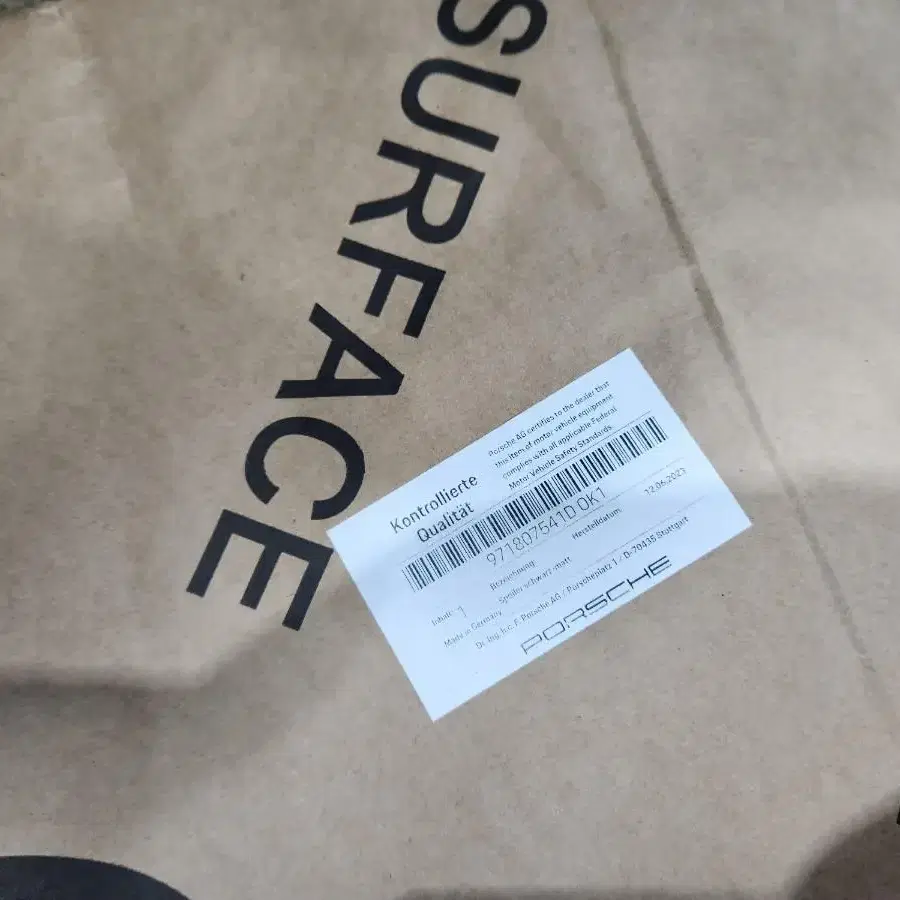 SURFACE
Kontrollierte
Qualität
Porsche AG certifies to the dealer that
this item of motor vehicle equipment
complies with all applicable Federal
Motor Vehicle Safety Standards.
971807541D OK1
Bezeichnung: Herstelldatum: 12.06.2023
Inhalt: 1 Spoiler schwarz-matt
Made in Germany
Dr. Ing. h.c. F. Porsche AG / Porscheplatz 1 / D-70435 Stuttgart
PORSCHE